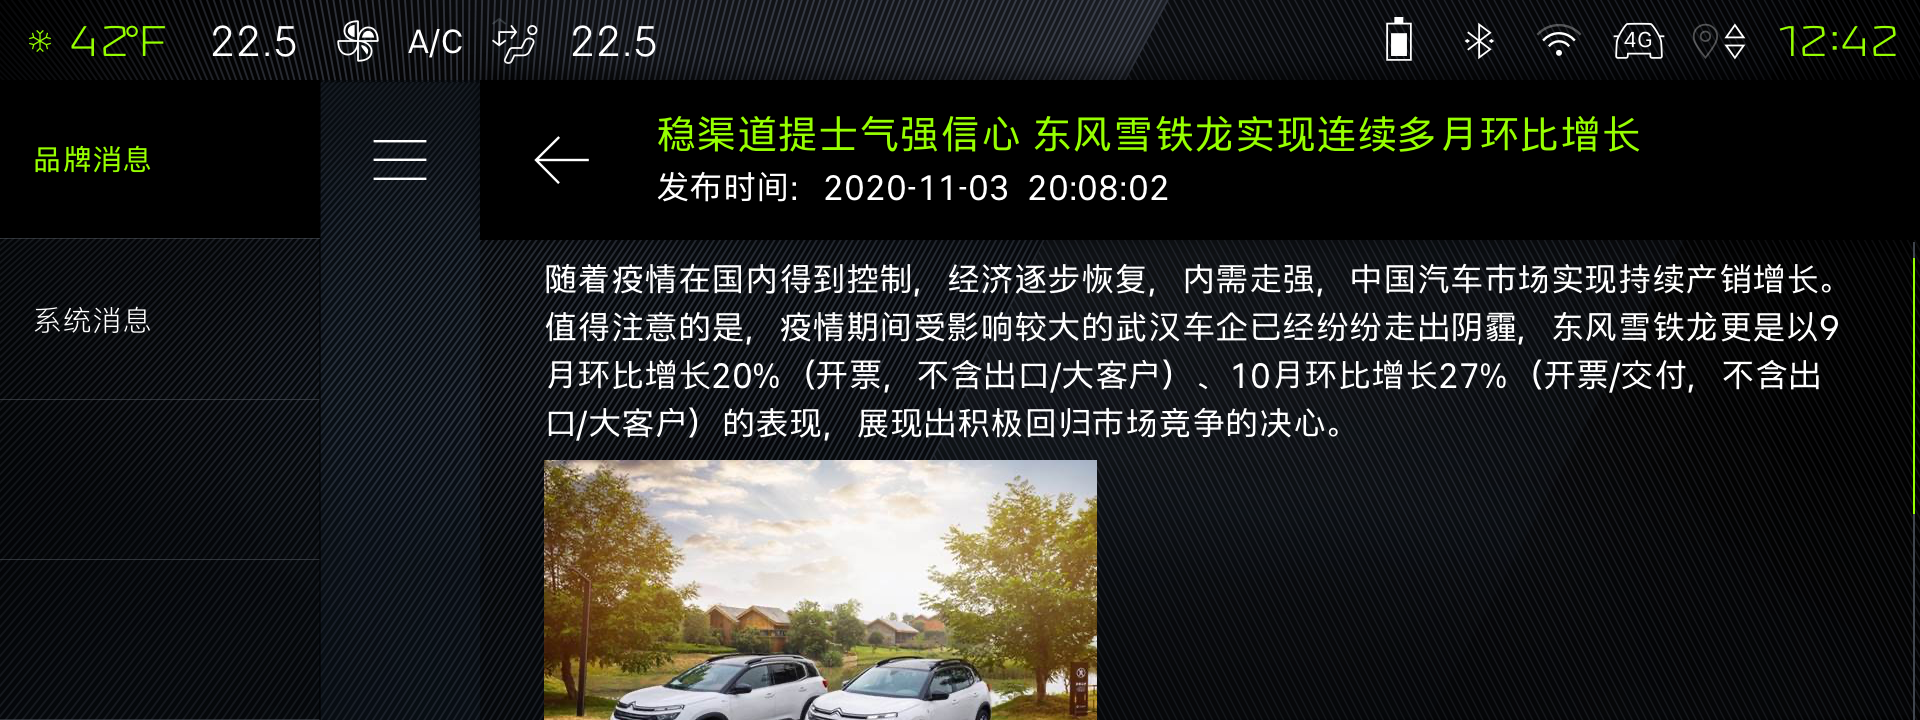 42°F 22.5 A/C 22.5 4G 12:42
品牌消息
系统消息
稳渠道提士气强信心 东风雪铁龙实现连续多月环比增长
发布时间: 2020-11-03 20:08:02
随着疫情在国内得到控制，经济逐步恢复，内需走强，中国汽车市场实现持续产销增长。
值得注意的是，疫情期间受影响较大的武汉车企已经纷纷走出阴霾，东风雪铁龙更是以9
月环比增长20%（开票，不含出口/大客户）、10月环比增长27%（开票/交付，不含出
口/大客户）的表现，展现出积极回归市场竞争的决心。